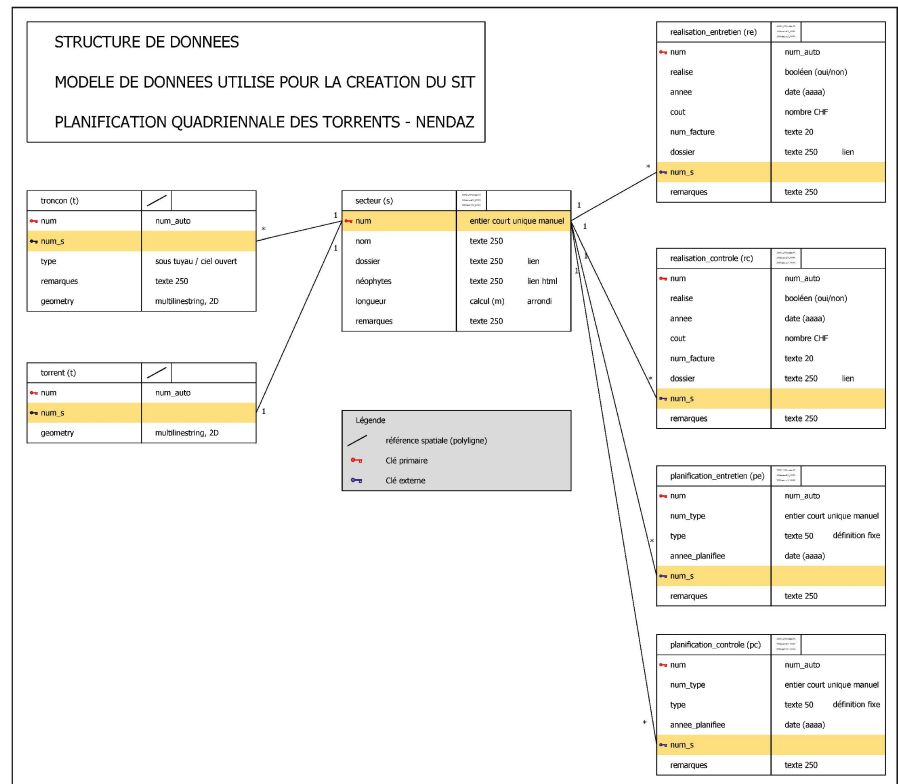 STRUCTURE DE DONNEES
MODELE DE DONNEES UTILISE POUR LA CREATION DU SIT
PLANIFICATION QUADRIENNALE DES TORRENTS - NENDAZ
troncon (t)
num num_auto
num_s
type sous tuyau / ciel ouvert
remarques texte 250
geometry multilinestring, 2D
* 1
torrent (t)
num num_auto
num_s
geometry multilinestring, 2D
1 1
secteur (s)
num entier court unique manuel
nom texte 250
dossier texte 250 lien
néophytes texte 250 lien html
longueur calcul (m) arrondi
remarques texte 250
Légende
référence spatiale (polyligne)
Clé primaire
Clé externe
1 *
1 *
1 *
1 *
realisation_entretien (re)
num num_auto
realise booléen (oui/non)
annee date (aaaa)
cout nombre CHF
num_facture texte 20
dossier texte 250 lien
num_s
remarques texte 250
realisation_controle (rc)
num num_auto
realise booléen (oui/non)
annee date (aaaa)
cout nombre CHF
num_facture texte 20
dossier texte 250 lien
num_s
remarques texte 250
planification_entretien (pe)
num num_auto
num_type entier court unique manuel
type texte 50 définition fixe
annee_planifiee date (aaaa)
num_s
remarques texte 250
planification_controle (pc)
num num_auto
num_type entier court unique manuel
type texte 50 définition fixe
annee_planifiee date (aaaa)
num_s
remarques texte 250